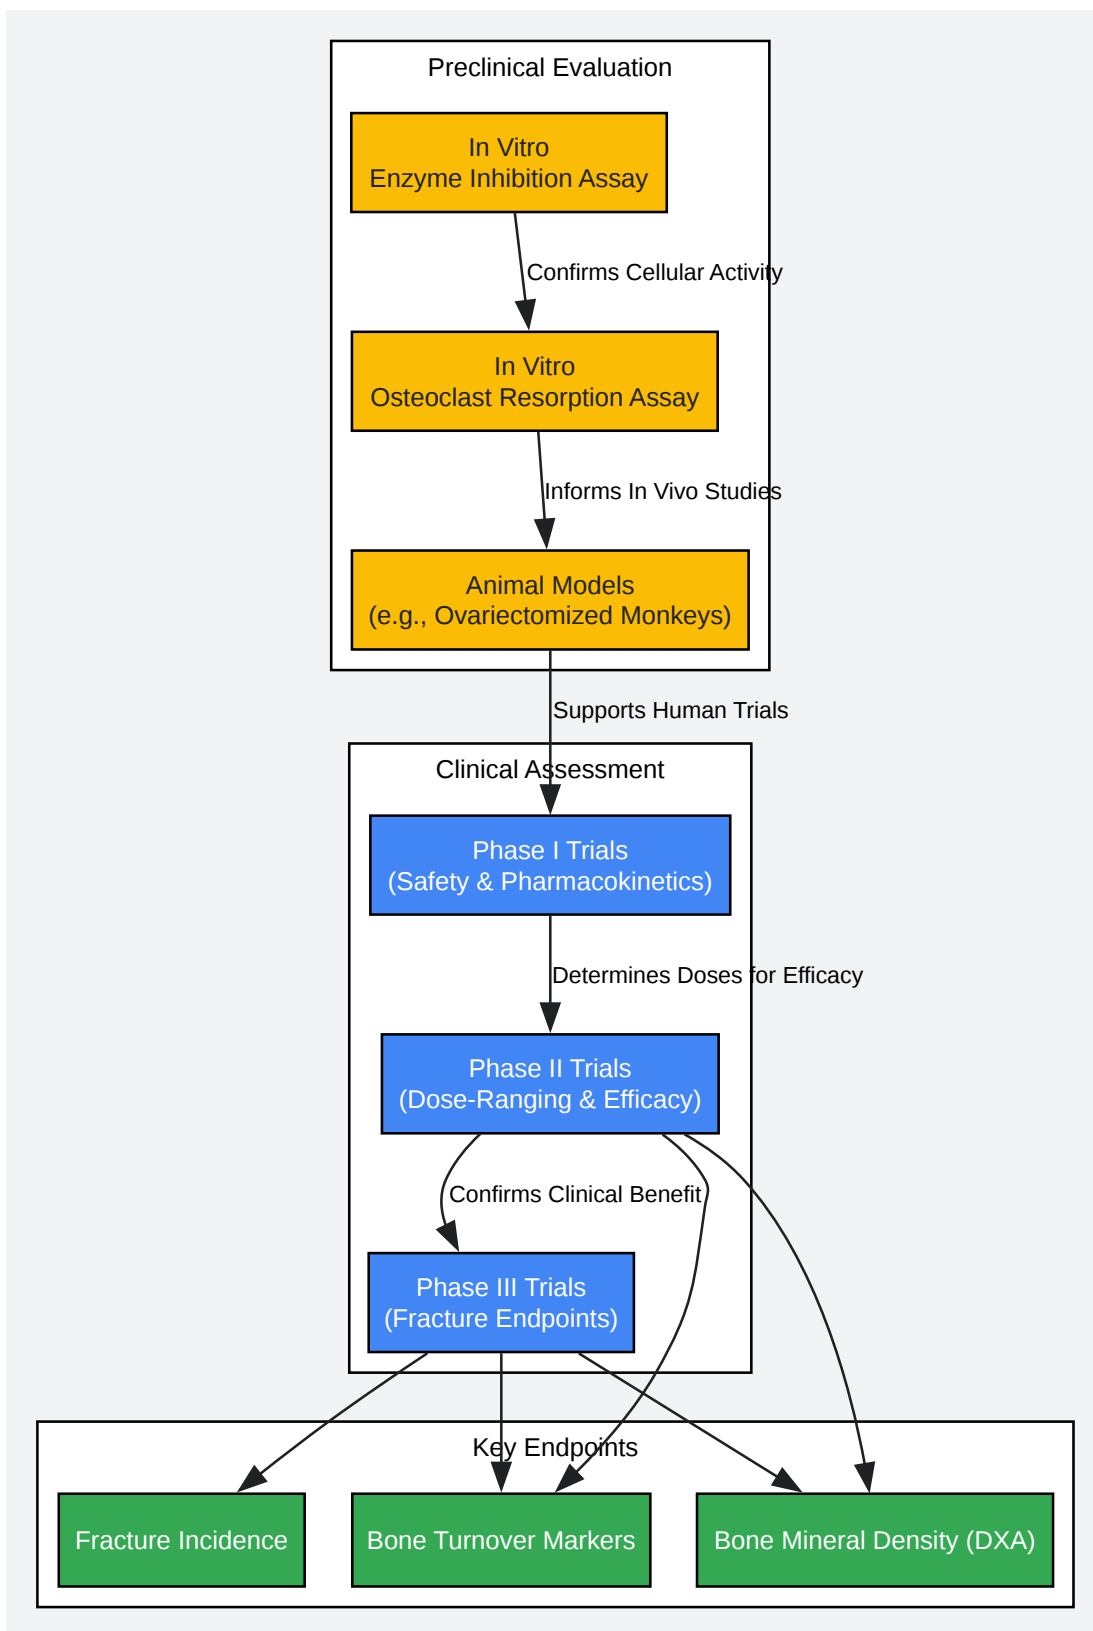 Preclinical Evaluation
In Vitro
Enzyme Inhibition Assay
Confirms Cellular Activity
In Vitro
Osteoclast Resorption Assay
Informs In Vivo Studies
Animal Models
(e.g., Ovariectomized Monkeys)
Supports Human Trials
Clinical Assessment
Phase I Trials
(Safety & Pharmacokinetics)
Determines Doses for Efficacy
Phase II Trials
(Dose-Ranging & Efficacy)
Confirms Clinical Benefit
Phase III Trials
(Fracture Endpoints)
Key Endpoints
Fracture Incidence
Bone Turnover Markers
Bone Mineral Density (DXA)